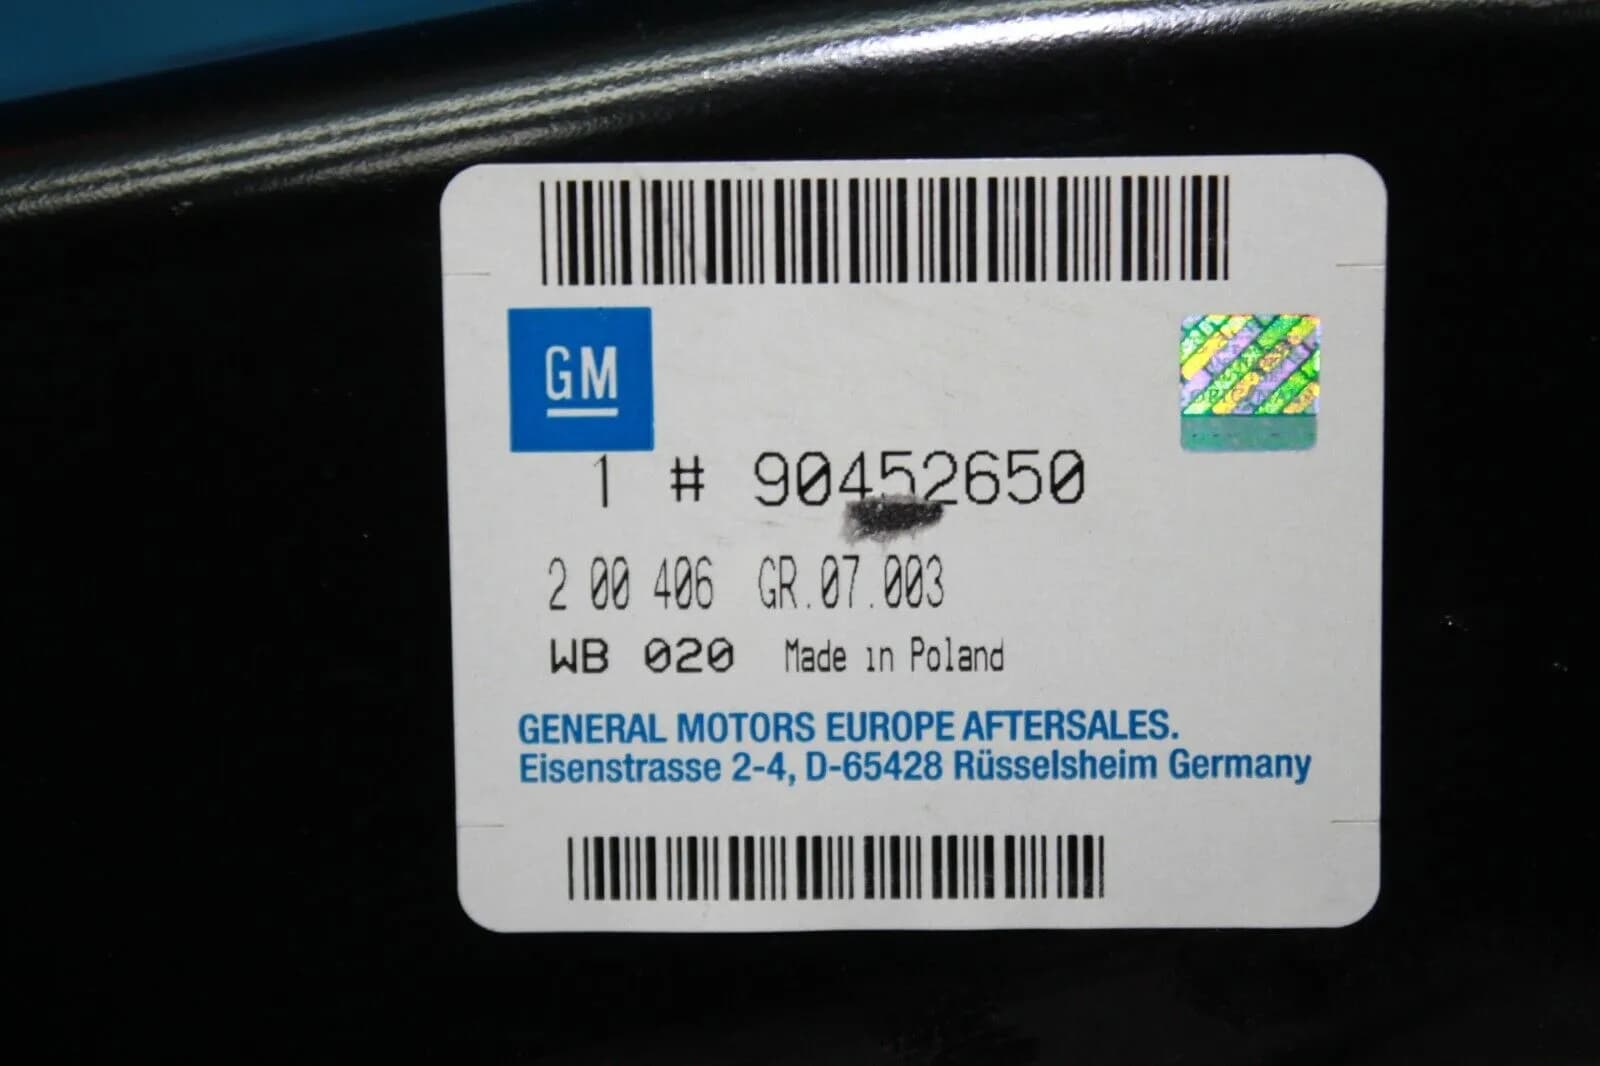 GM
1 # 90452650
2 00 406 GR.07.003
WB 020 Made in Poland
GENERAL MOTORS EUROPE AFTERSALES.
Eisenstrasse 2-4, D-65428 Rüsselsheim Germany